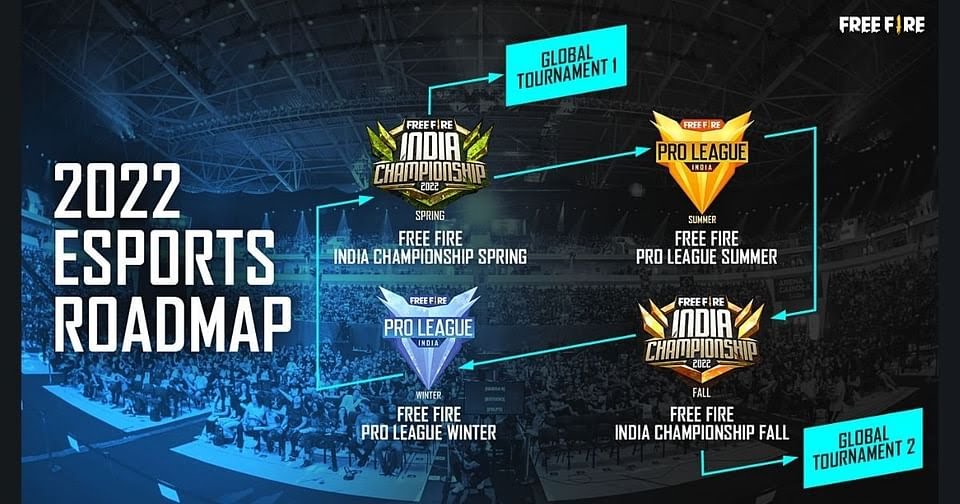 FREE FIRE
2022
ESPORTS
ROADMAP
GLOBAL
TOURNAMENT 1
FREE FIRE
INDIA
CHAMPIONSHIP
2022
SPRING
FREE FIRE
INDIA CHAMPIONSHIP SPRING
FREE FIRE
PRO LEAGUE
INDIA
SUMMER
FREE FIRE
PRO LEAGUE SUMMER
FREE FIRE
PRO LEAGUE
INDIA
WINTER
FREE FIRE
PRO LEAGUE WINTER
FREE FIRE
INDIA
CHAMPIONSHIP
2022
FALL
FREE FIRE
INDIA CHAMPIONSHIP FALL
GLOBAL
TOURNAMENT 2